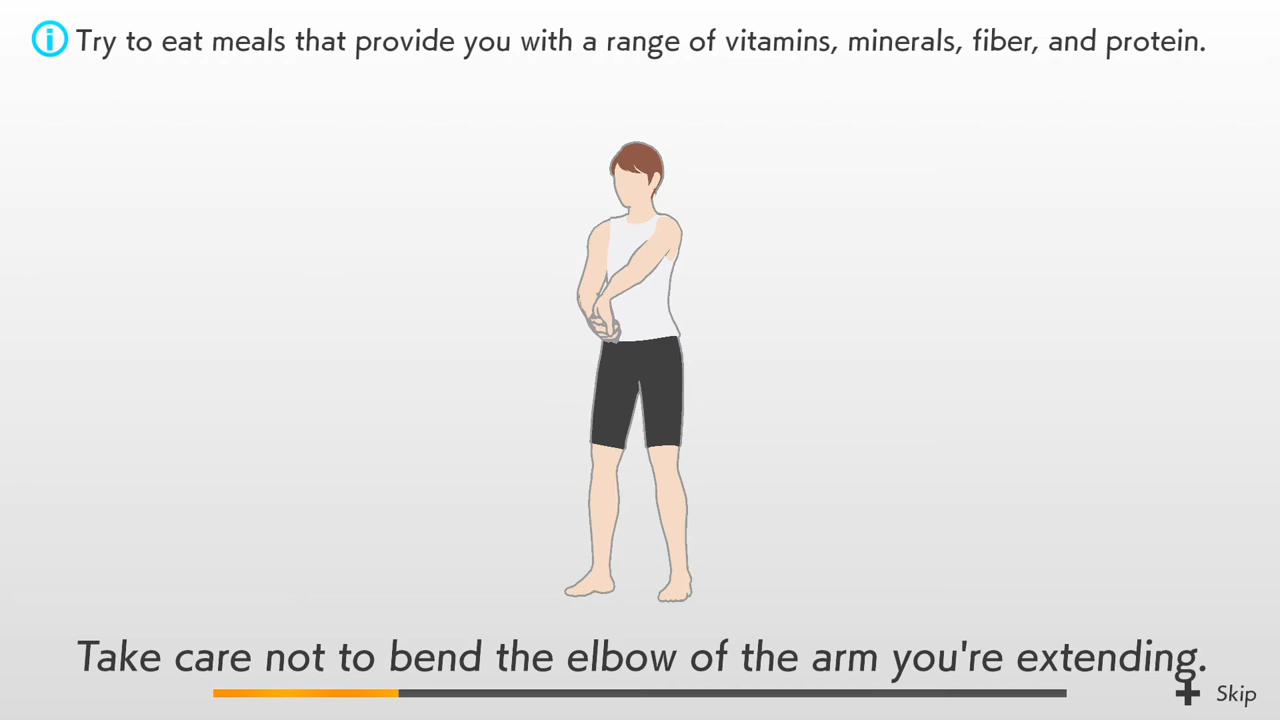 Try to eat meals that provide you with a range of vitamins, minerals, fiber, and protein.
Take care not to bend the elbow of the arm you're extending.
Skip